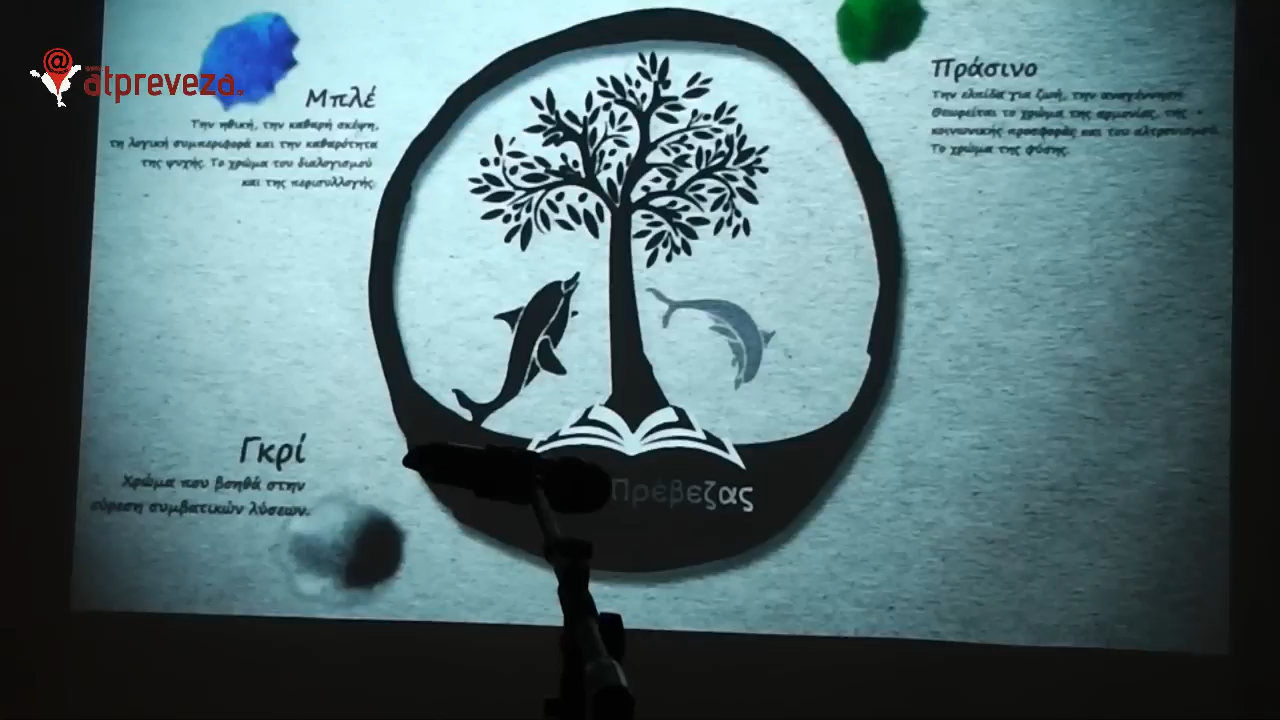 atpreveza.
Μπλέ
Την ηθική, την καθαρή σκέψη,
τη λογική συμπεριφορά και την καθαρότητα
της ψυχής. Το χρώμα του διαλογισμού
και της περισυλλογής.
Πράσινο
Την ελπίδα για ζωή, την αναγέννηση.
Θεωρείται το χρώμα της αρμονίας, της
κοινωνικής προσφοράς και του αλτρουισμού.
Το χρώμα της φύσης.
Γκρί
Χρώμα που βοηθά στην
εύρεση συμβατικών λύσεων.
Πρέβεζας